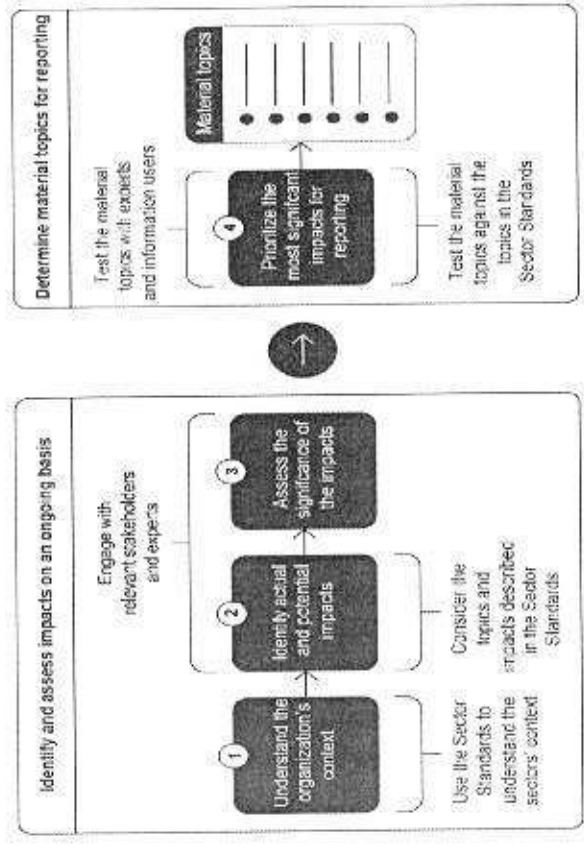 Identify and assess impacts on an ongoing basis
Engage with
relevant stakeholders
and experts
1
Understand the
organization's
context
2
Identify actual
and potential
impacts
3
Assess the
significance of
the impacts
Use the Sector
Standards to
understand the
sectors' context
Consider the
topics and
impacts described
in the Sector
Standards
Determine material topics for reporting
Test the material
topics with experts
and information users
4
Prioritize the
most significant
impacts for
reporting
Material topics
Test the material
topics against the
topics in the
Sector Standards